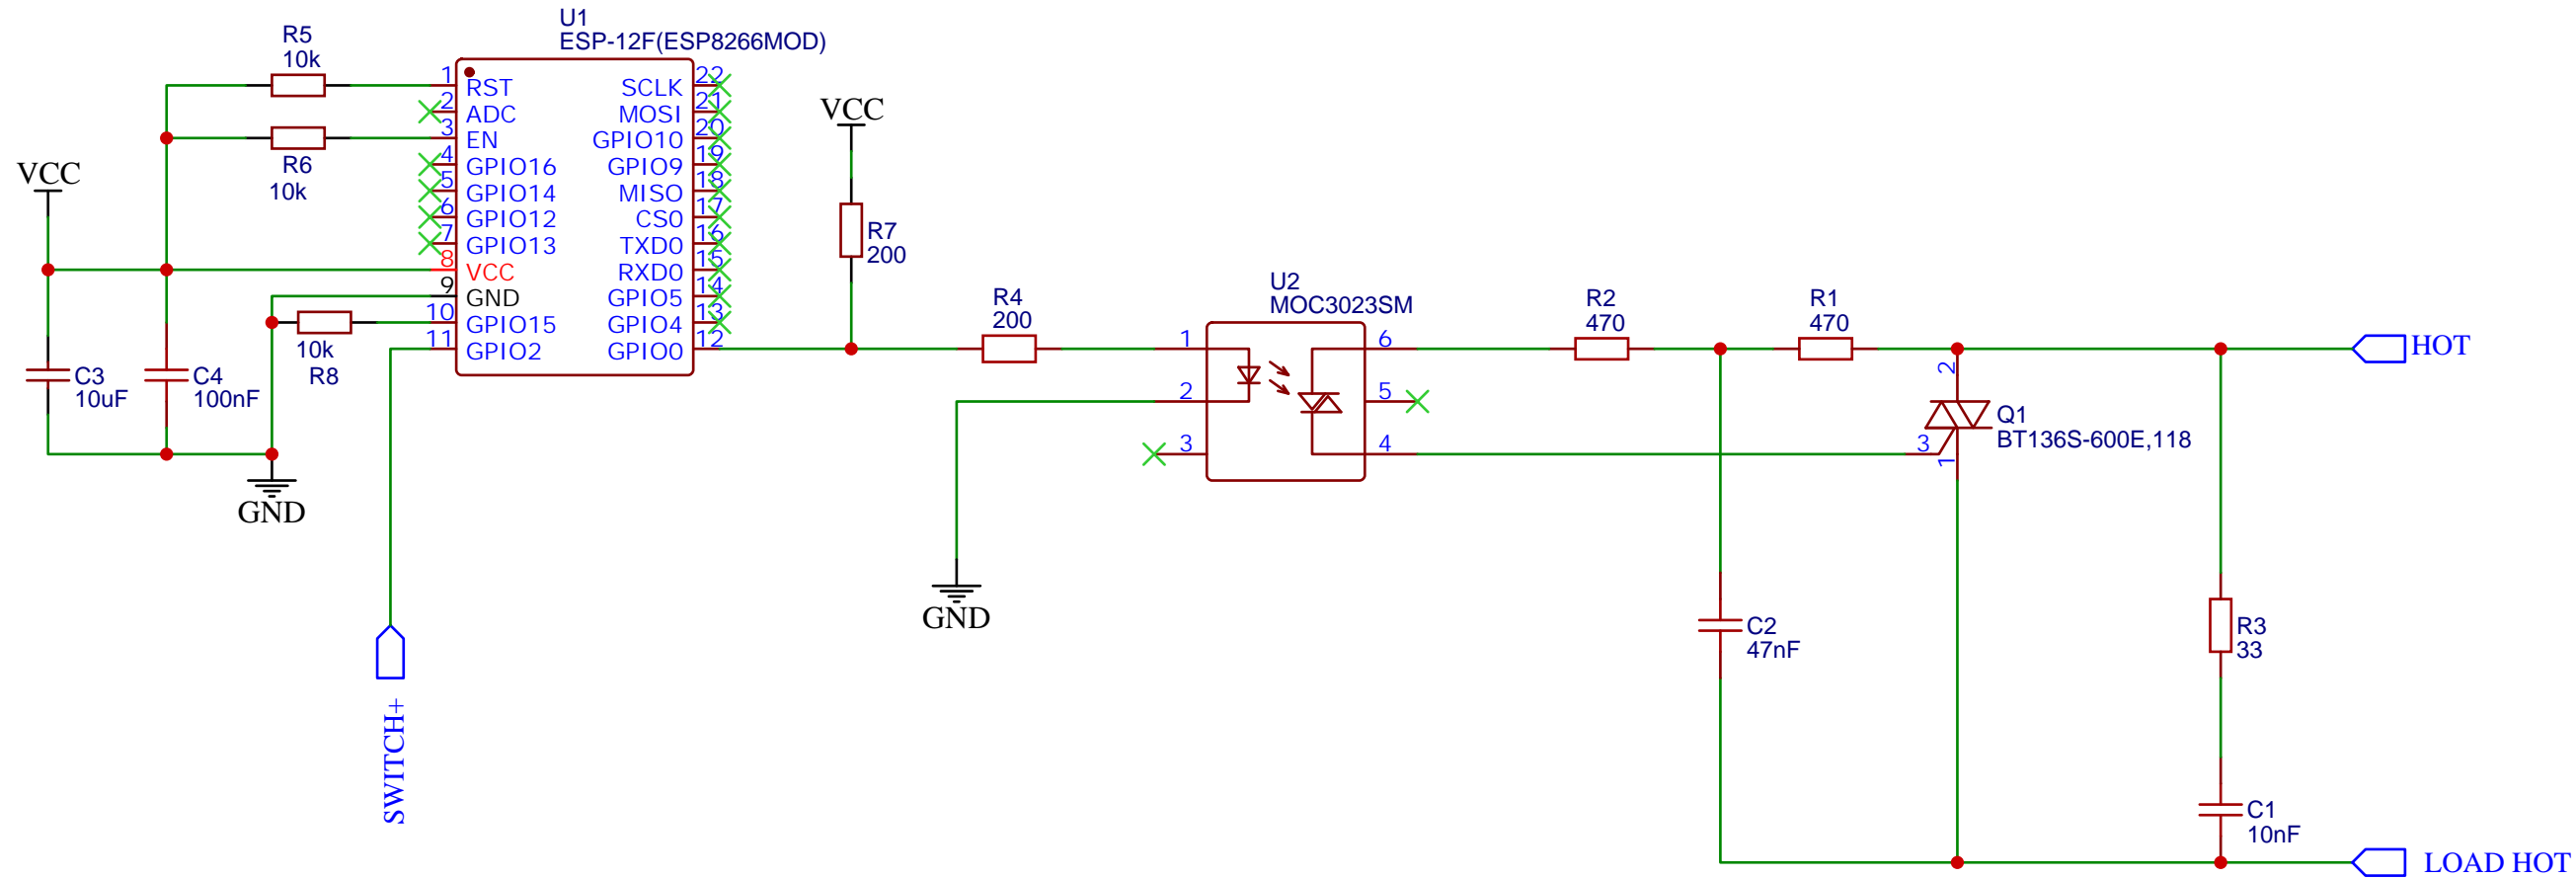 U1
ESP-12F(ESP8266MOD)
R5
10k
R6
10k
VCC
1 RST
2 ADC
3 EN
4 GPIO16
5 GPIO14
6 GPIO12
7 GPIO13
8 VCC
9 GND
10 GPIO15
11 GPIO2
SCLK 22
MOSI 21
GPIO10 20
GPIO9 19
MISO 18
CS0 17
TXD0 16
RXD0 15
GPIO5 14
GPIO4 13
GPIO0 12
10k
R8
C3
10uF
C4
100nF
GND
SWITCH+
VCC
R7
200
R4
200
GND
U2
MOC3023SM
1
2
3
6
5
4
R2
470
R1
470
2
3
1
Q1
BT136S-600E,118
HOT
C2
47nF
R3
33
C1
10nF
LOAD HOT